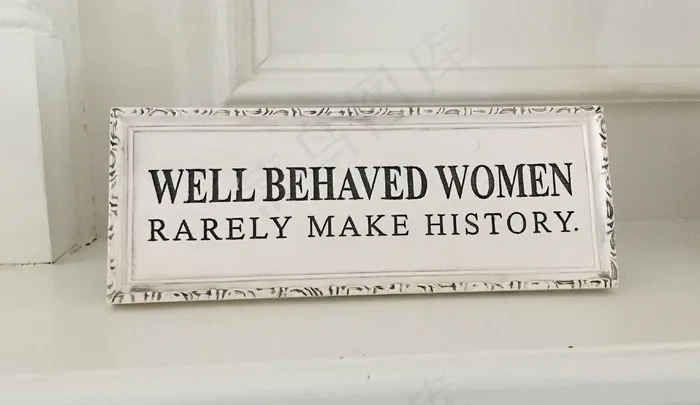 WELL BEHAVED WOMEN
RARELY MAKE HISTORY.